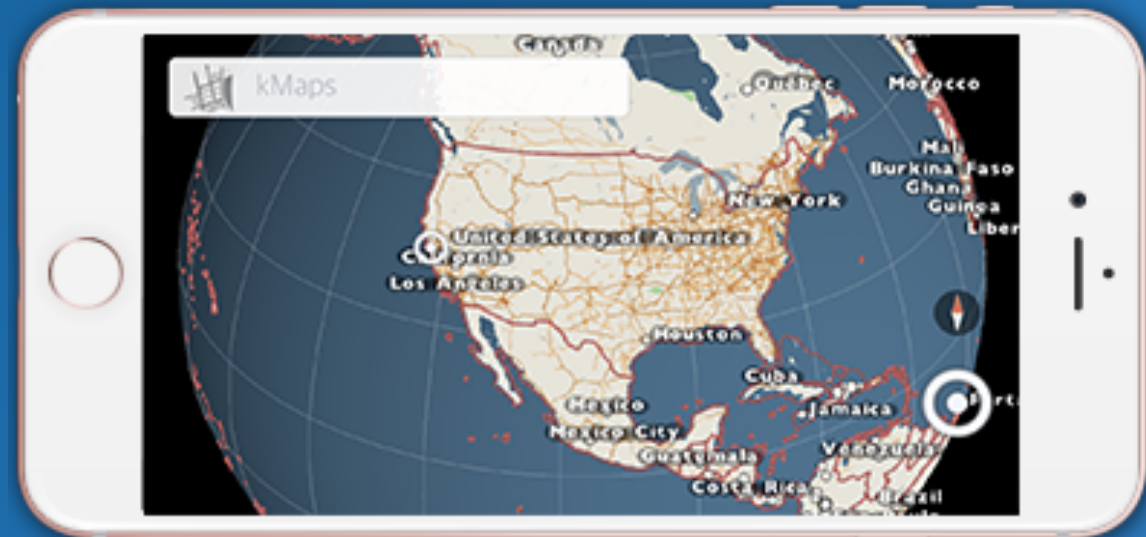 Canada
kMaps
Québec
Morocco
Mali
Burkina Faso
Ghana
Guinea
New York
United States of America
California
Los Angeles
Houston
Cuba
Jamaica
Mexico
Mexico City
Guatemala
Venezuela
Costa Rica
Brazil